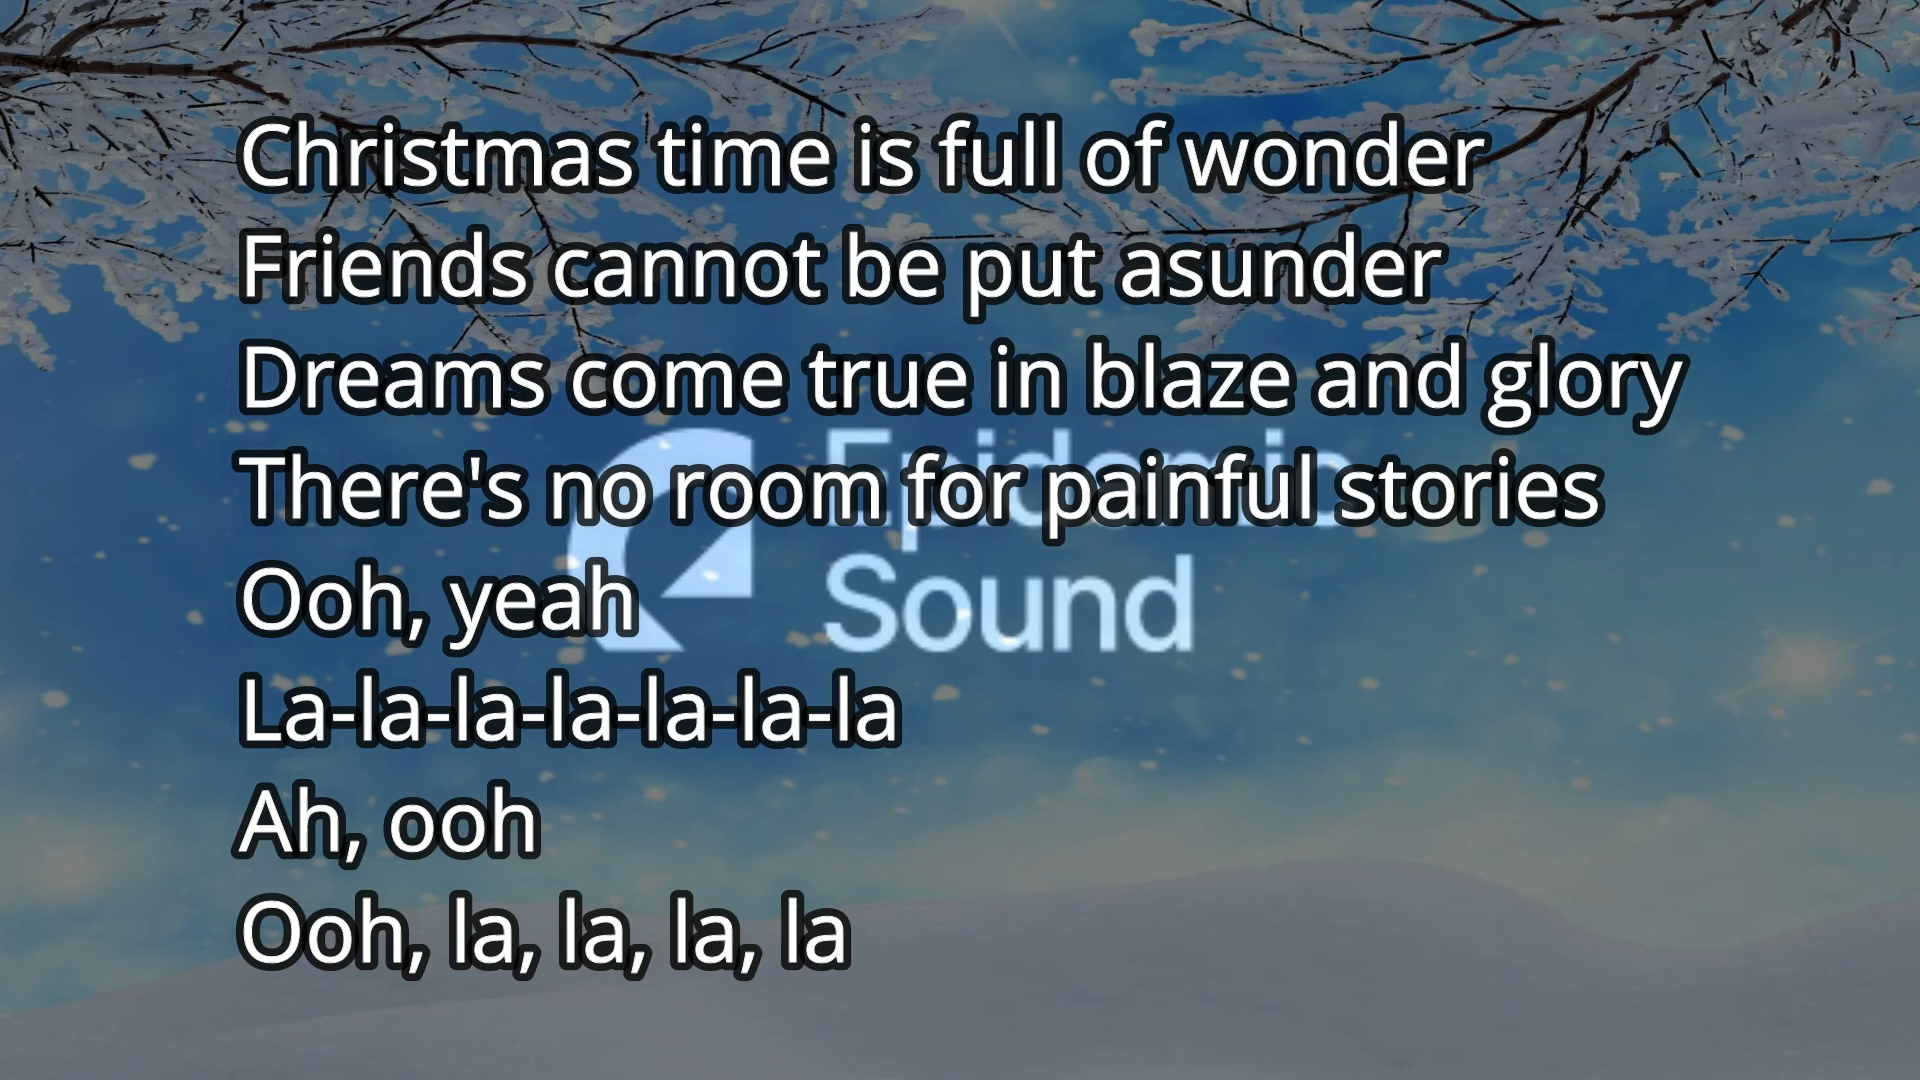 Christmas time is full of wonder
Friends cannot be put asunder
Dreams come true in blaze and glory
There's no room for painful stories
Ooh, yeah
La-la-la-la-la-la-la
Ah, ooh
Ooh, la, la, la, la
Epidemic
Sound